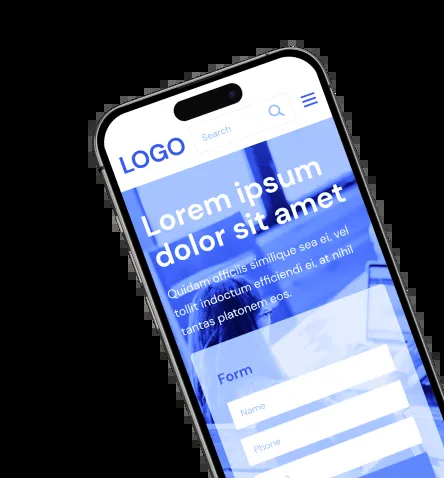 LOGO
Search
Lorem ipsum
dolor sit amet
Quidam officiis similique sea ei, vel
tollit indoctum efficiendi ei, at nihil
tantas platonem eos.
Form
Name
Phone